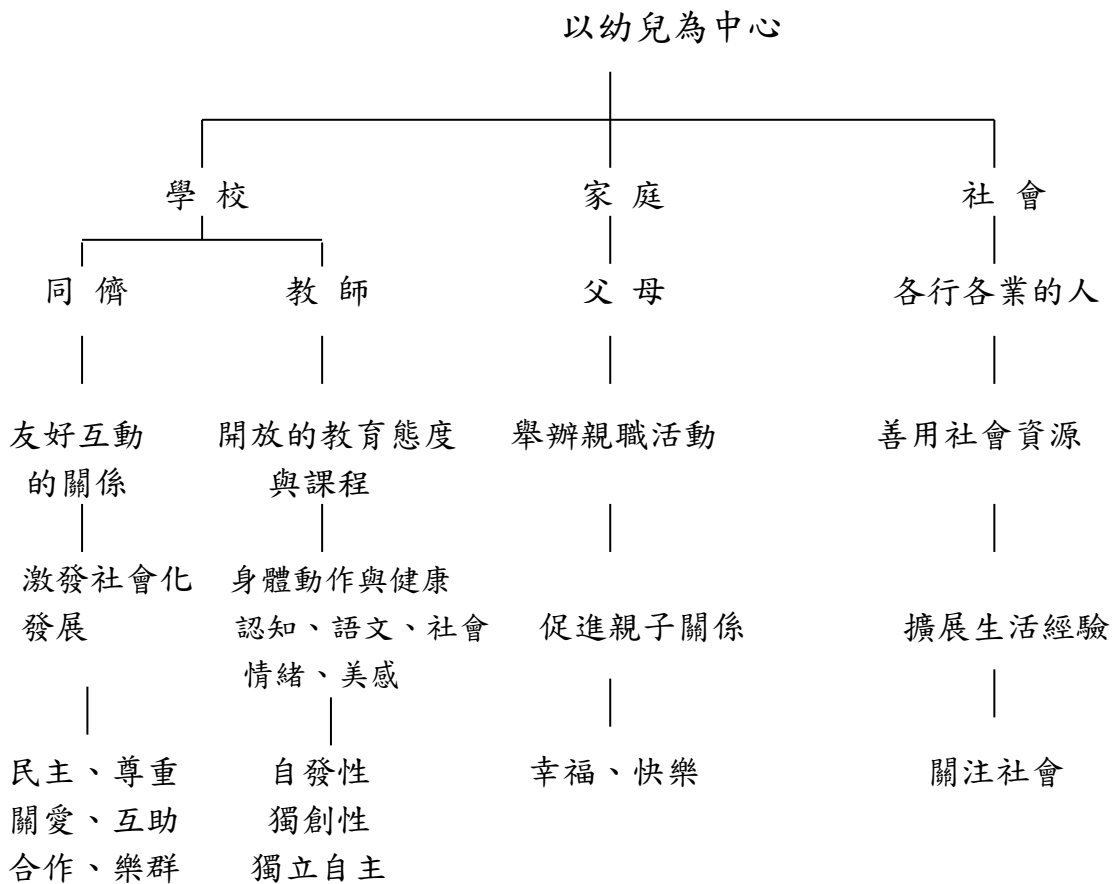 以幼兒為中心
學校 家庭 社會
同儕 教師 父母 各行各業的人
友好互動 開放的教育態度 舉辦親職活動 善用社會資源
的關係 與課程
激發社會化 身體動作與健康
發展 認知、語文、社會 促進親子關係 擴展生活經驗
情緒、美感
民主、尊重 自發性 幸福、快樂 關注社會
關愛、互助 獨創性
合作、樂群 獨立自主